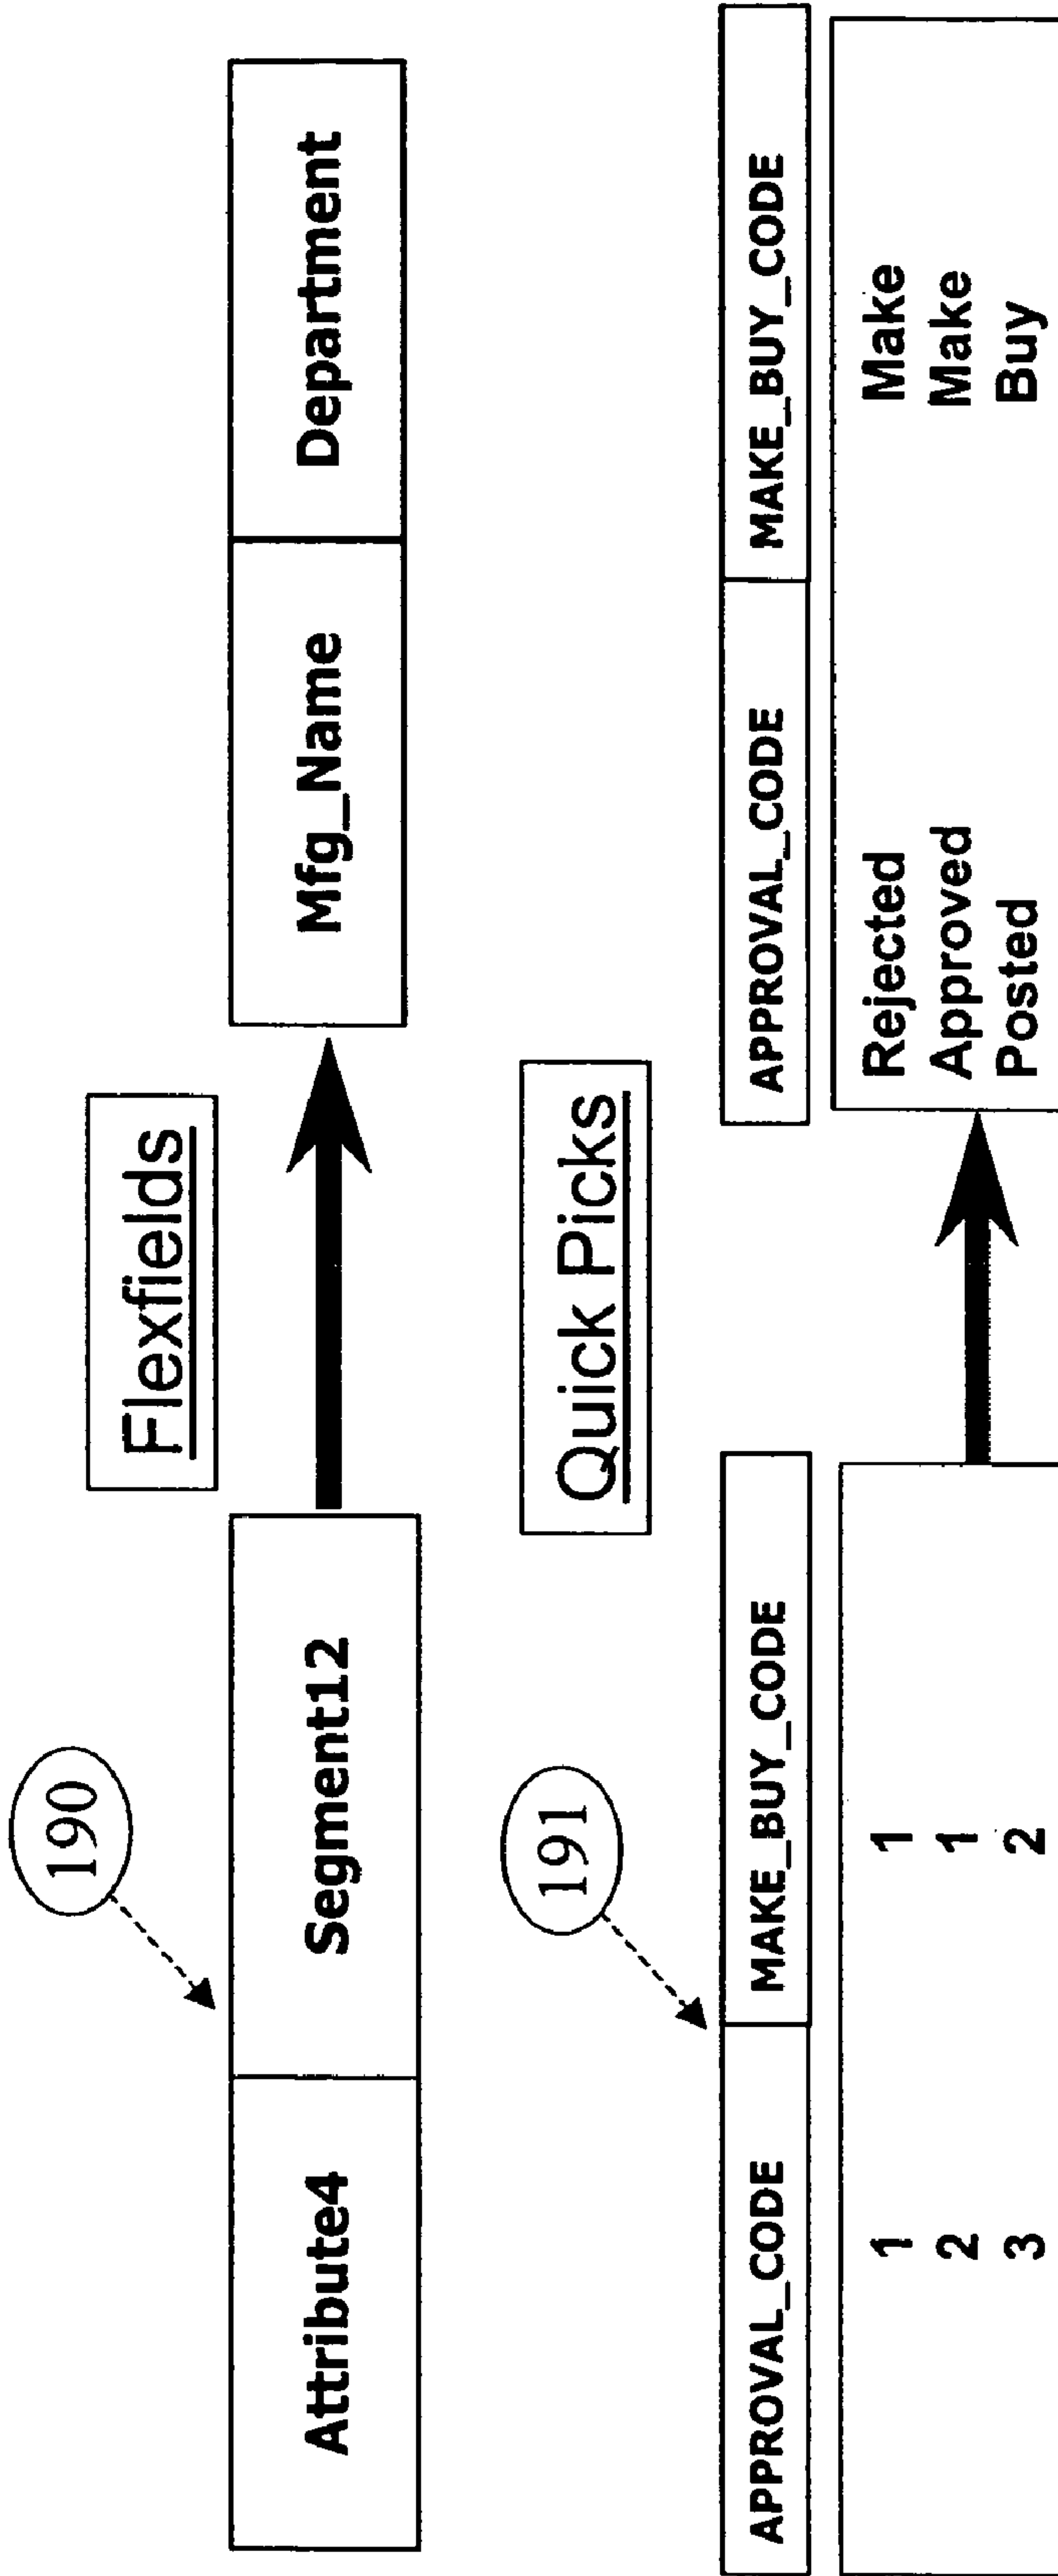 190
Flexfields
Attribute4 Segment12 Mfg_Name Department
191
Quick Picks
APPROVAL_CODE MAKE_BUY_CODE APPROVAL_CODE MAKE_BUY_CODE
1 1 Rejected Make
2 1 Approved Make
3 2 Posted Buy